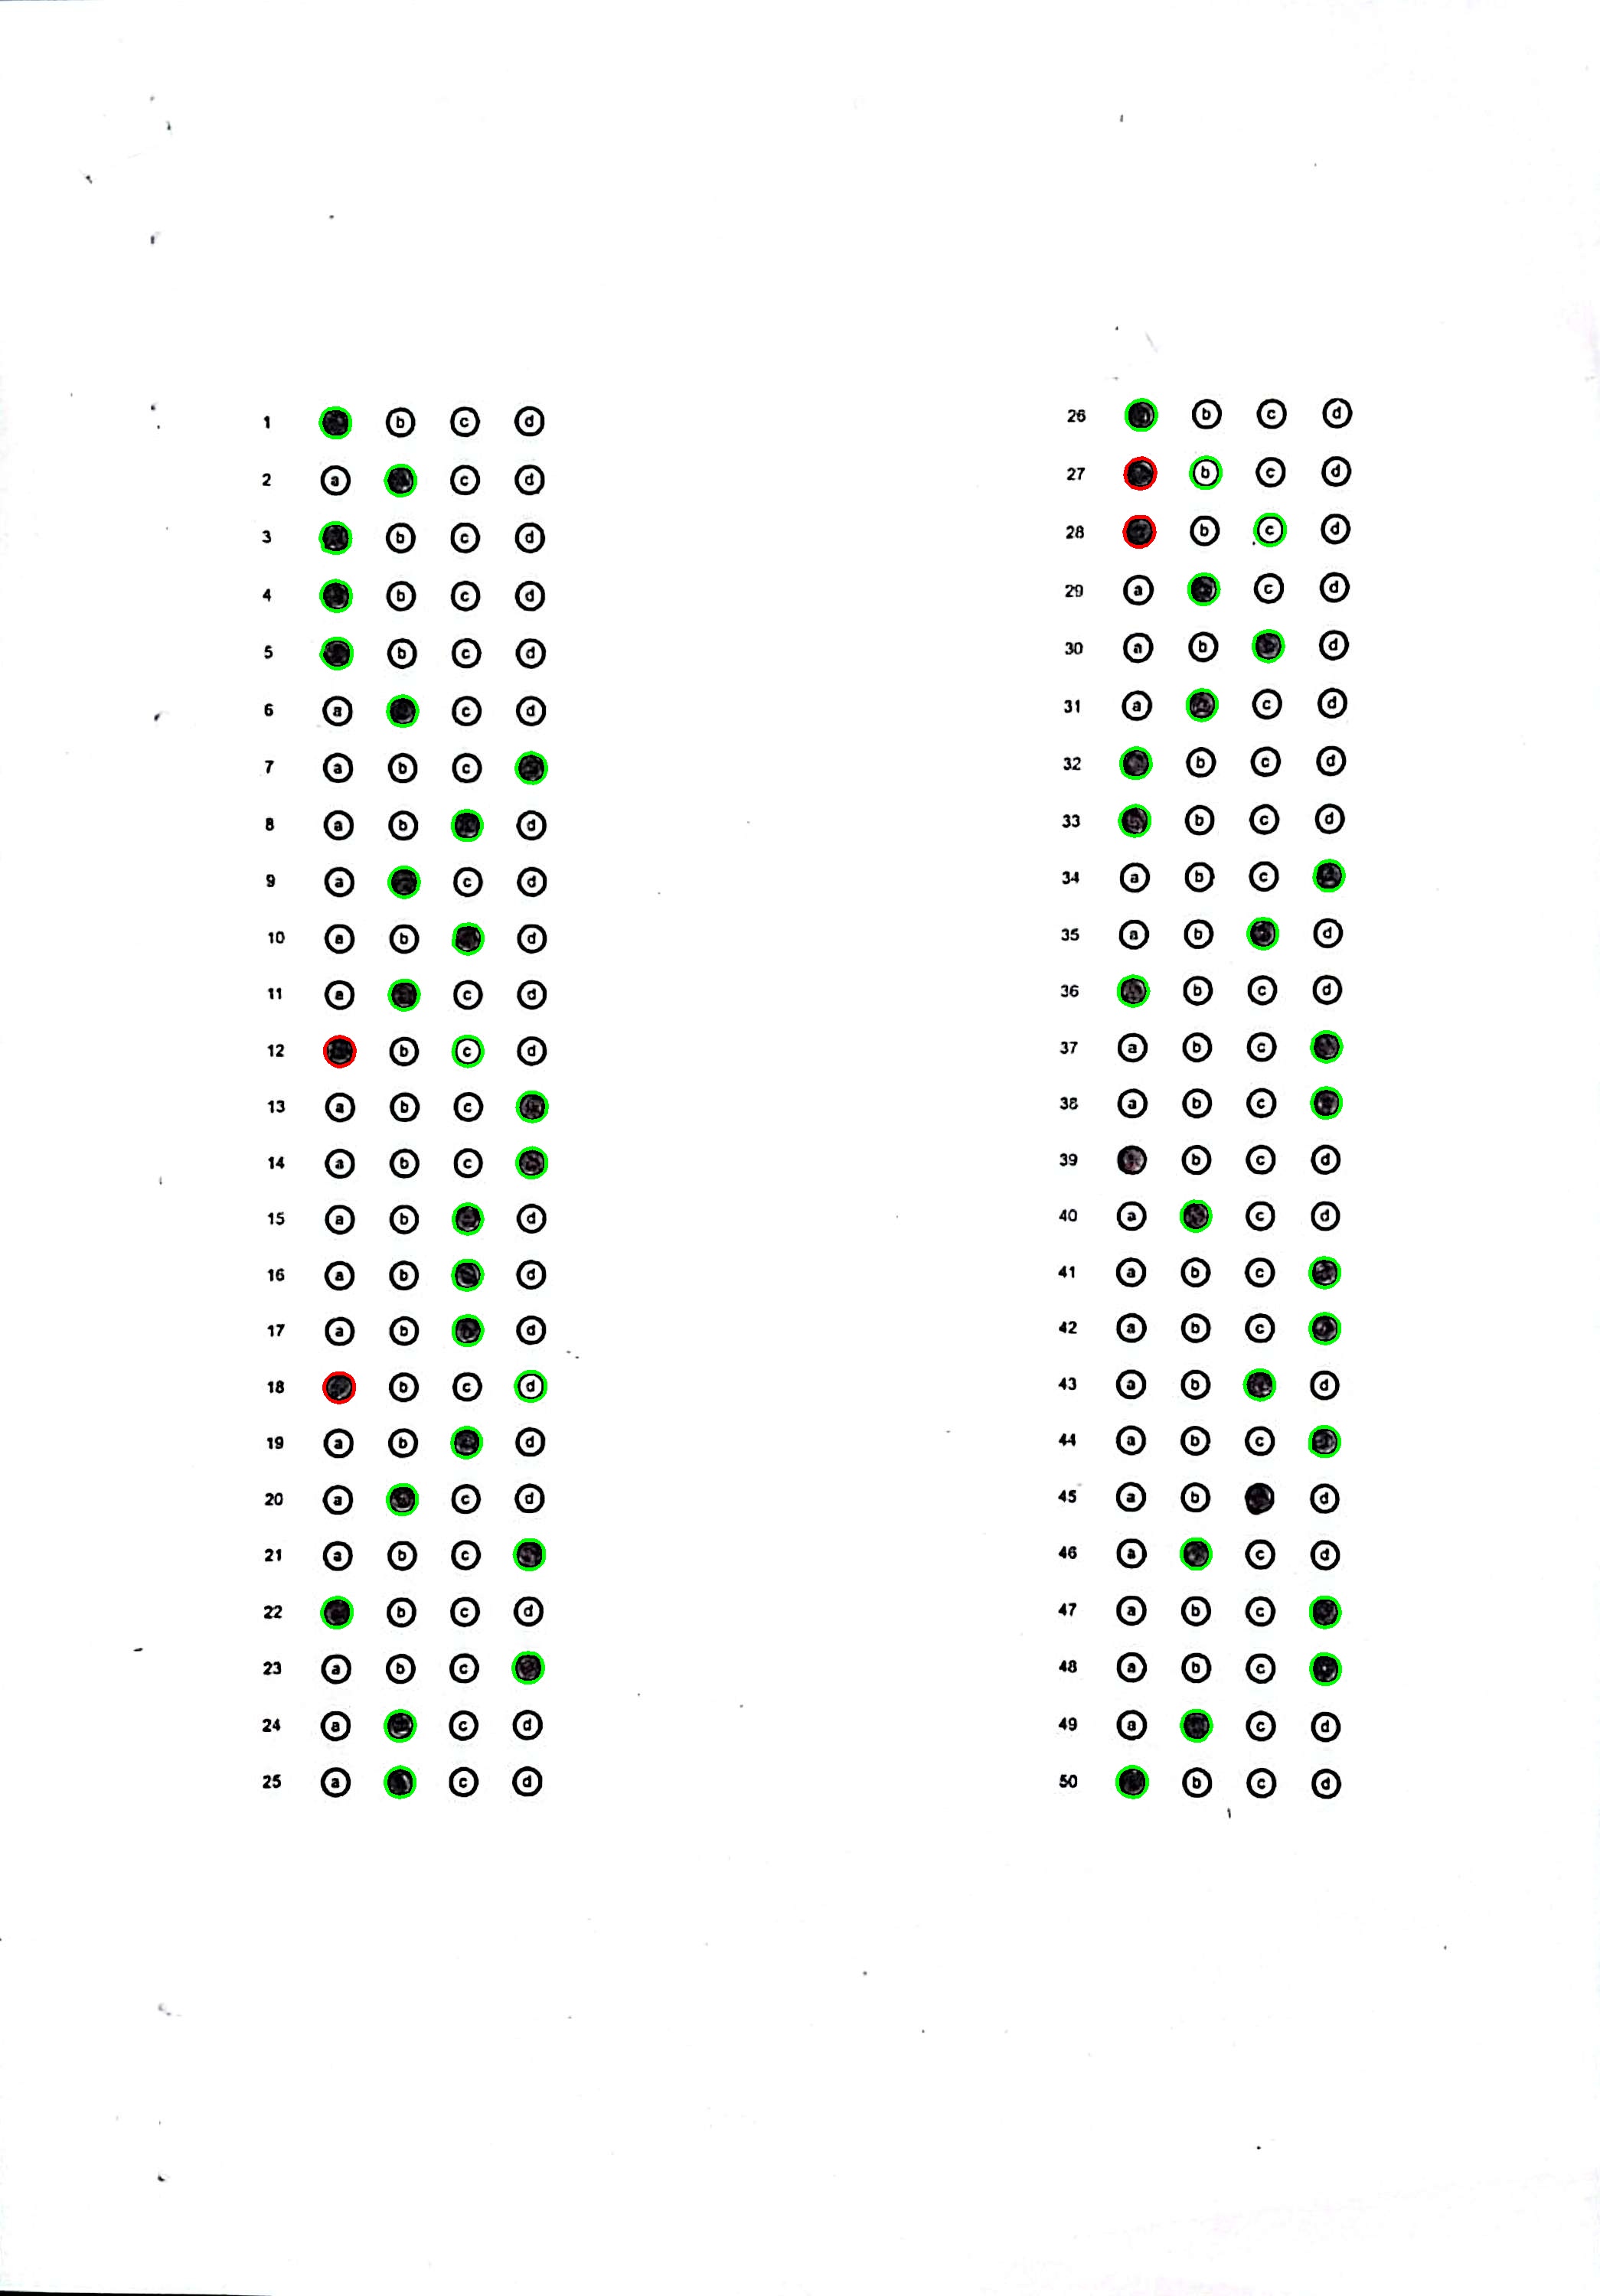 1 b c d
2 a c d
3 b c d
4 b c d
5 b c d
6 a c d
7 a b c
8 a b d
9 a c d
10 a b d
11 a c d
12 b c d
13 a b c
14 a b c
15 a b d
16 a b d
17 a b d
18 b c d
19 a b d
20 a c d
21 a b c
22 b c d
23 a b c
24 a c d
25 a c d
26 b c d
27 b c d
28 b c d
29 a c d
30 a b d
31 a c d
32 b c d
33 b c d
34 a b c
35 a b d
36 b c d
37 a b c
38 a b c
39 b c d
40 a c d
41 a b c
42 a b c
43 a b d
44 a b c
45 a b d
46 a c d
47 a b c
48 a b c
49 a c d
50 b c d